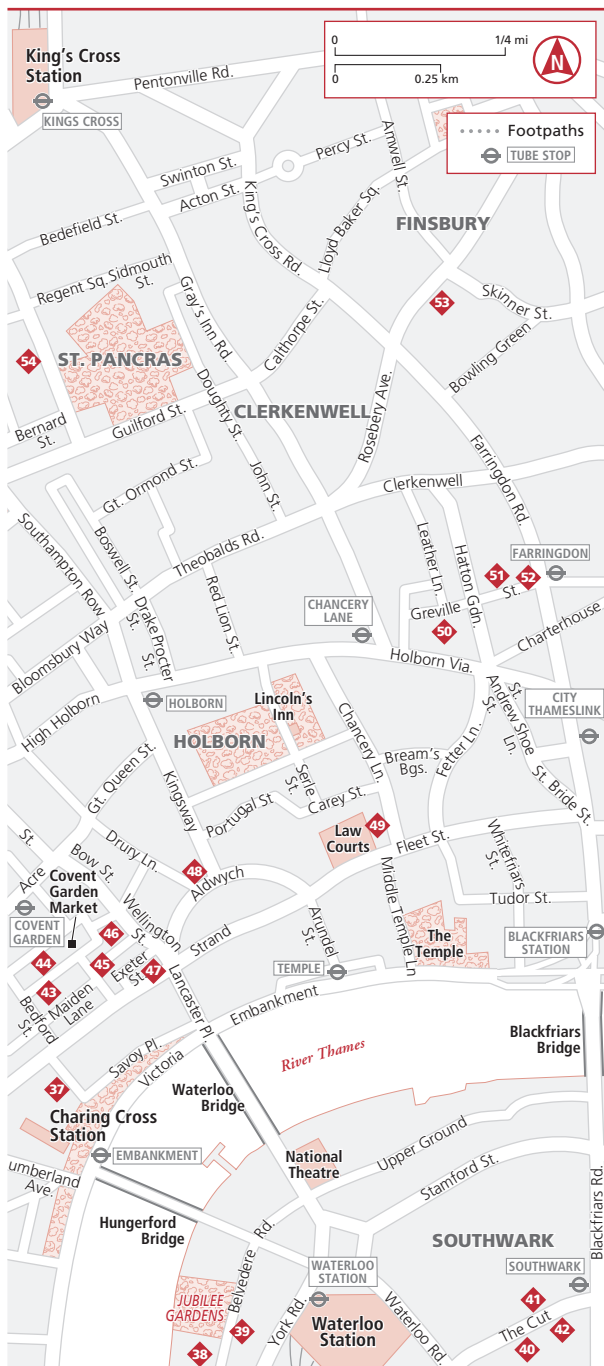 King's Cross
Station
KINGS CROSS
Pentonville Rd.
0
1/4 mi
0
0.25 km
N
Footpaths
TUBE STOP
Swinton St.
Acton St.
Percy St.
Amwell St.
Bedefield St.
King's Cross Rd.
Lloyd Baker Sq.
FINSBURY
Regent Sq.
Sidmouth
St.
Gray's Inn Rd.
53
Skinner St.
54
ST. PANCRAS
Calthorpe St.
Bowling Green
Bernard
St.
Guilford St.
Doughty St.
CLERKENWELL
Rosebery Ave.
Farringdon Rd.
Gt. Ormond St.
John St.
Clerkenwell
Southampton Row
Boswell St.
Theobalds Rd.
Leather Ln.
Hatton Gdn.
FARRINGDON
51
52
Red Lion St.
Drake Procter
St.
CHANCERY
LANE
Greville
St.
50
Charterhouse
Bloomsbury Way
Holborn Via.
High Holborn
HOLBORN
Lincoln's
Inn
HOLBORN
Chancery Ln.
St.
Andrew Shoe
Ln.
CITY
THAMESLINK
Fetter Ln.
St.
Bream's
Bgs.
St. Bride St.
Gt. Queen St.
Kingsway
Serle
St.
Portugal St
Carey St.
Law
Courts
49
Fleet St.
Whitefriars
St.
St.
Acre
Drury Ln.
Bow St.
48
Aldwych
Covent
Garden
Market
COVENT
GARDEN
Wellington
St.
Strand
Arundel
St.
Middle Temple Ln
Tudor St.
The
Temple
BLACKFRIARS
STATION
46
44
45
47
43
Exeter
St.
Maiden
Lane
Bedford
St.
TEMPLE
Lancaster Pl.
Embankment
Savoy Pl.
Victoria
River Thames
Blackfriars
Bridge
37
Waterloo
Bridge
Charing Cross
Station
EMBANKMENT
umberland
Ave.
National
Theatre
Upper Ground
Stamford St.
Hungerford
Bridge
Blackfriars Rd.
SOUTHWARK
Belvedere Rd.
WATERLOO
STATION
SOUTHWARK
JUBILEE
GARDENS
York Rd.
Waterloo
Station
Waterloo Rd.
41
The Cut
42
40
39
38